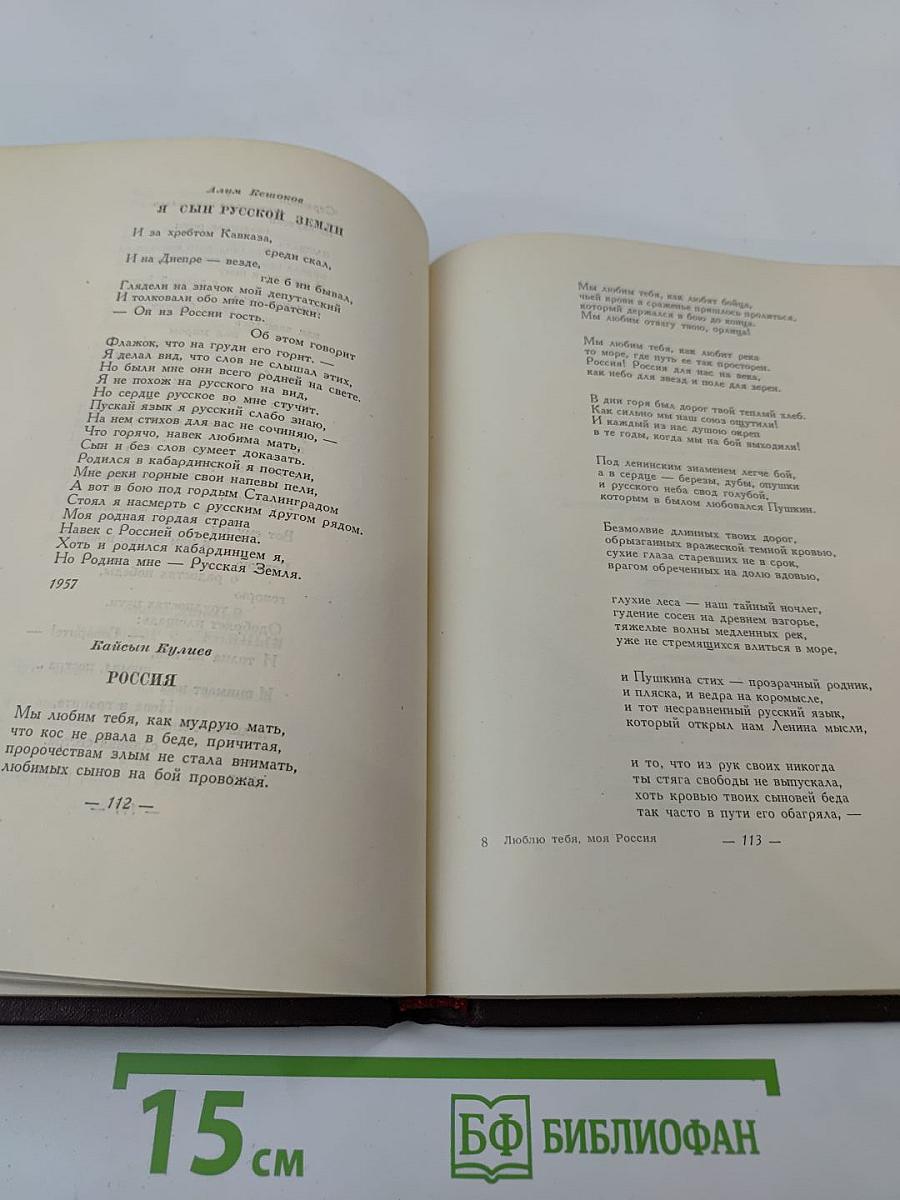 Алим Кешоков
Я СЫН РУССКОЙ ЗЕМЛИ
И за хребтом Кавказа,
среди скал,
И на Днепре — везде,
где б ни бывал,
Глядели на значок мой депутатский
И толковали обо мне по-братски:
— Он из России гость.
Об этом говорит
Флажок, что на груди его горит. —
Я делал вид, что слов не слышал этих,
Но были мне они всего родней на свете.
Я не похож на русского на вид,
Но сердце русское во мне стучит.
Пускай язык я русский слабо знаю,
На нем стихов для вас не сочиняю, —
Что горячо, навек любима мать,
Сын и без слов сумеет доказать.
Родился в кабардинской я постели,
Мне реки горные свои напевы пели,
А вот в бою под гордым Сталинградом
Стоял я насмерть с русским другом рядом.
Моя родная гордая страна
Навек с Россией объединена.
Хоть и родился кабардинцем я,
Но Родина мне — Русская Земля.
1957
Кайсын Кулиев
РОССИЯ
Мы любим тебя, как мудрую мать,
что кос не рвала в беде, причитая,
пророчествам злым не стала внимать,
любимых сынов на бой провожая.
— 112 —
Мы любим тебя, как любят бойца,
чьей крови в сраженье пришлось пролиться,
который держался в бою до конца.
Мы любим отвагу твою, орлица!
Мы любим тебя, как любит река
то море, где путь ее так просторен.
Россия! Россия для нас на века,
как небо для звезд и поле для зерен.
В дни горя был дорог твой теплый хлеб.
Как сильно мы наш союз ощутили!
И каждый из нас душою окреп
в те годы, когда мы на бой выходили!
Под ленинским знаменем легче бой,
а в сердце — березы, дубы, опушки
и русского неба свод голубой,
которым в былом любовался Пушкин.
Безмолвие длинных твоих дорог,
обрызганных вражеской темной кровью,
сухие глаза старевших не в срок,
врагом обреченных на долю вдовью,
глухие леса — наш тайный ночлег,
гудение сосен на древнем взгорье,
тяжелые волны медленных рек,
уже не стремящихся влиться в море,
и Пушкина стих — прозрачный родник,
и пляска, и ведра на коромысле,
и тот несравненный русский язык,
который открыл нам Ленина мысли,
и то, что из рук своих никогда
ты стяга свободы не выпускала,
хоть кровью твоих сыновей беда
так часто в пути его обагряла, —
8 Люблю тебя, моя Россия — 113 —
15 см
БФ БИБЛИОФАН